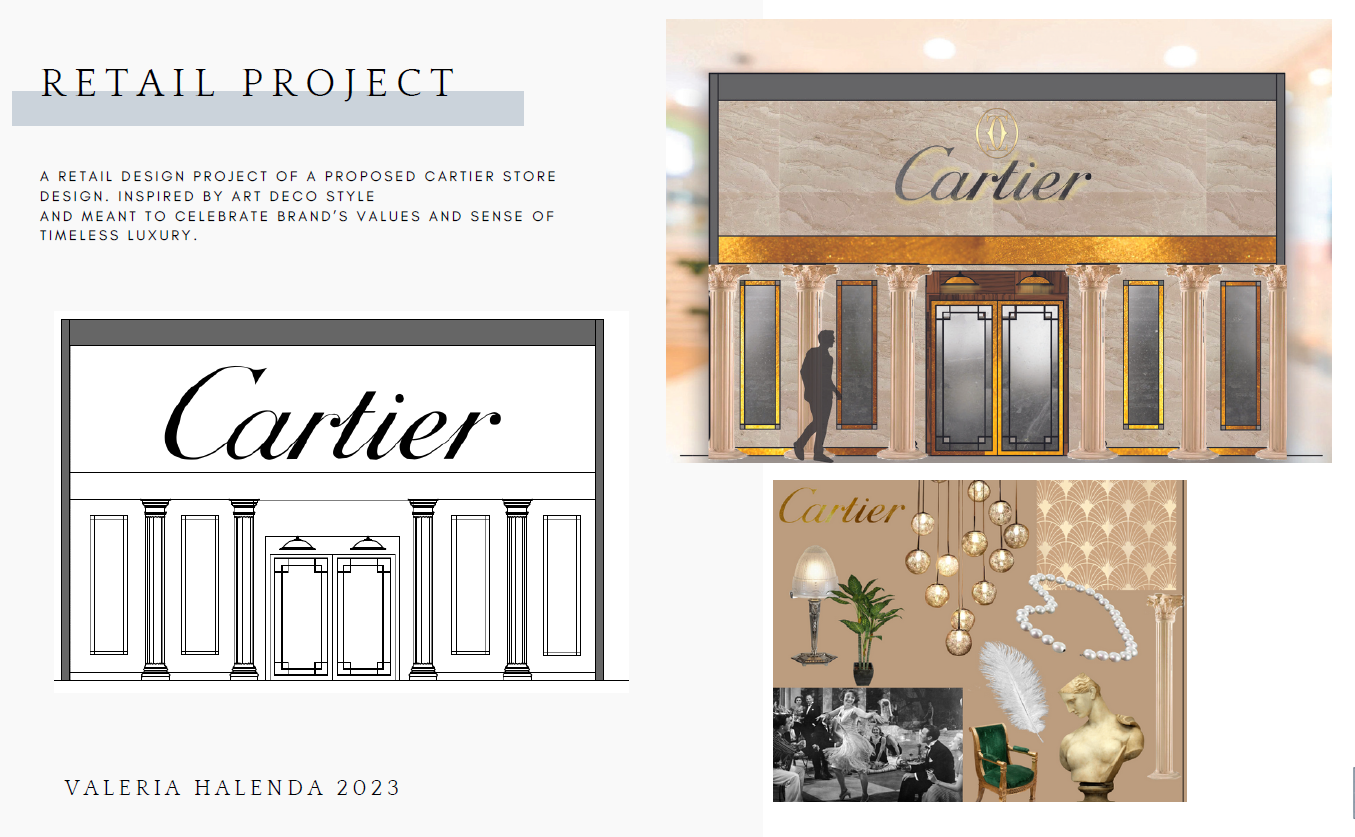 RETAIL PROJECT
A RETAIL DESIGN PROJECT OF A PROPOSED CARTIER STORE
DESIGN. INSPIRED BY ART DECO STYLE
AND MEANT TO CELEBRATE BRAND’S VALUES AND SENSE OF
TIMELESS LUXURY.
Cartier
VALERIA HALENDA 2023
Cartier
Cartier